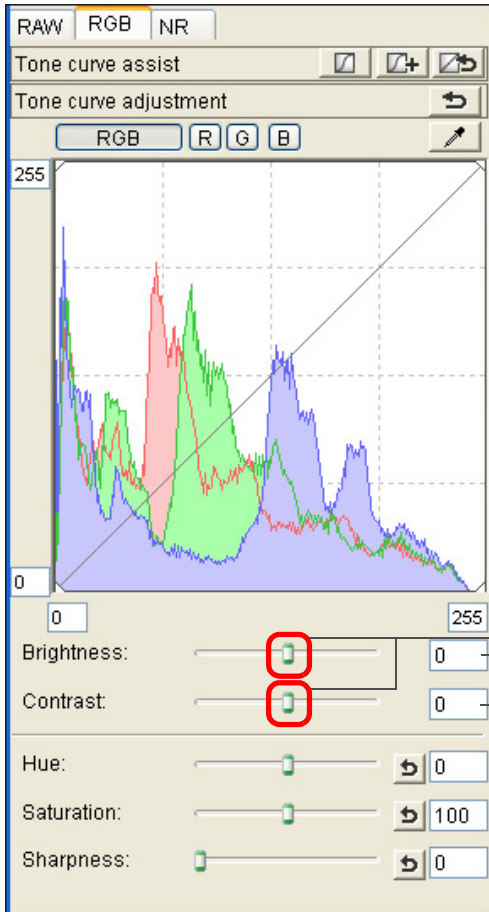 RAW RGB NR
Tone curve assist
Tone curve adjustment
RGB R G B
255
0
0 255
Brightness: 0
Contrast: 0
Hue: 0
Saturation: 100
Sharpness: 0